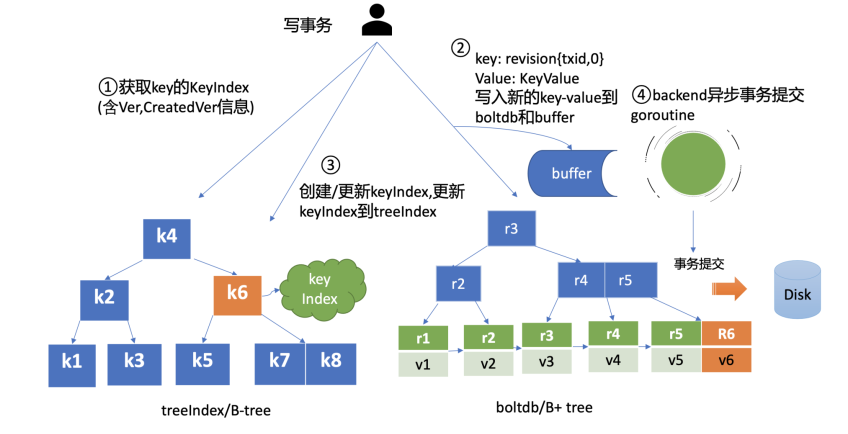 写事务
①获取key的KeyIndex
(含Ver,CreatedVer信息)
②
key: revision{txid,0}
Value: KeyValue
写入新的key-value到
boltdb和buffer
④backend异步事务提交
goroutine
③
创建/更新keyIndex,更新
keyIndex到treeIndex
buffer
事务提交
Disk
k4
k2
k6
key
Index
k1
k3
k5
k7
k8
treeIndex/B-tree
r3
r2
r4
r5
r1
r2
r3
r4
r5
R6
v1
v2
v3
v4
v5
v6
boltdb/B+ tree